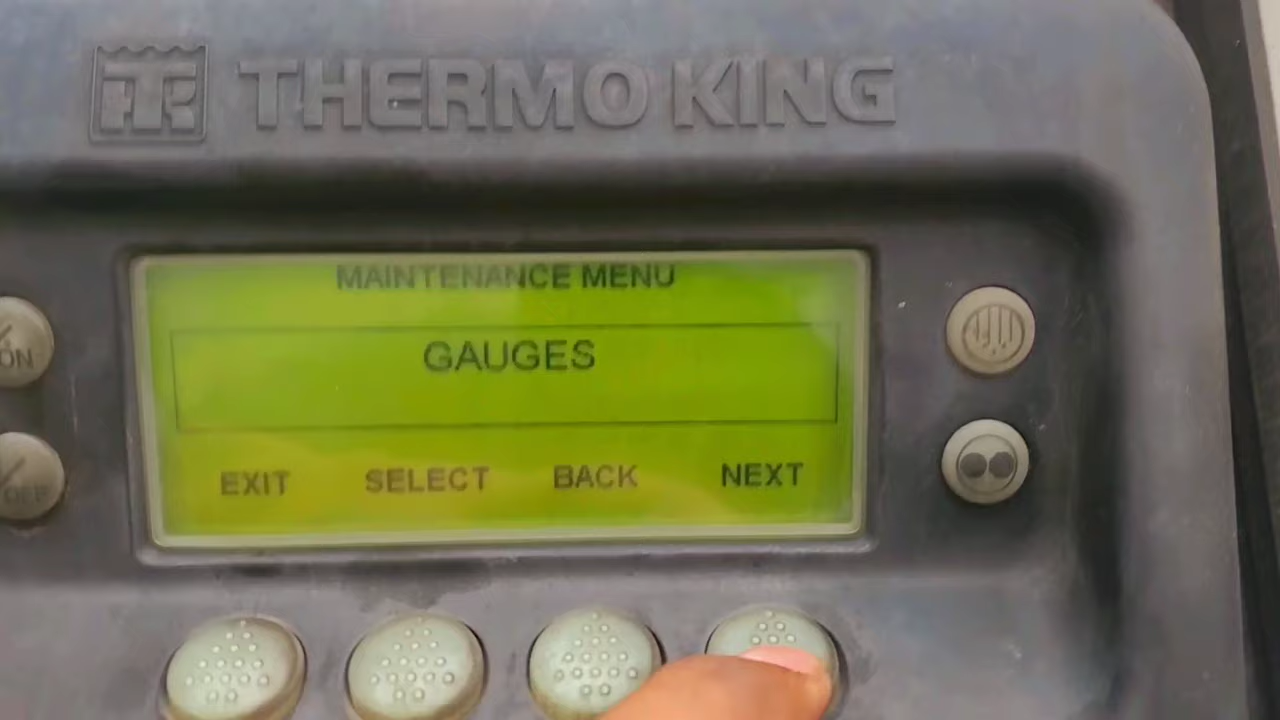 THERMO KING
MAINTENANCE MENU
GAUGES
EXIT SELECT BACK NEXT
ON
OFF